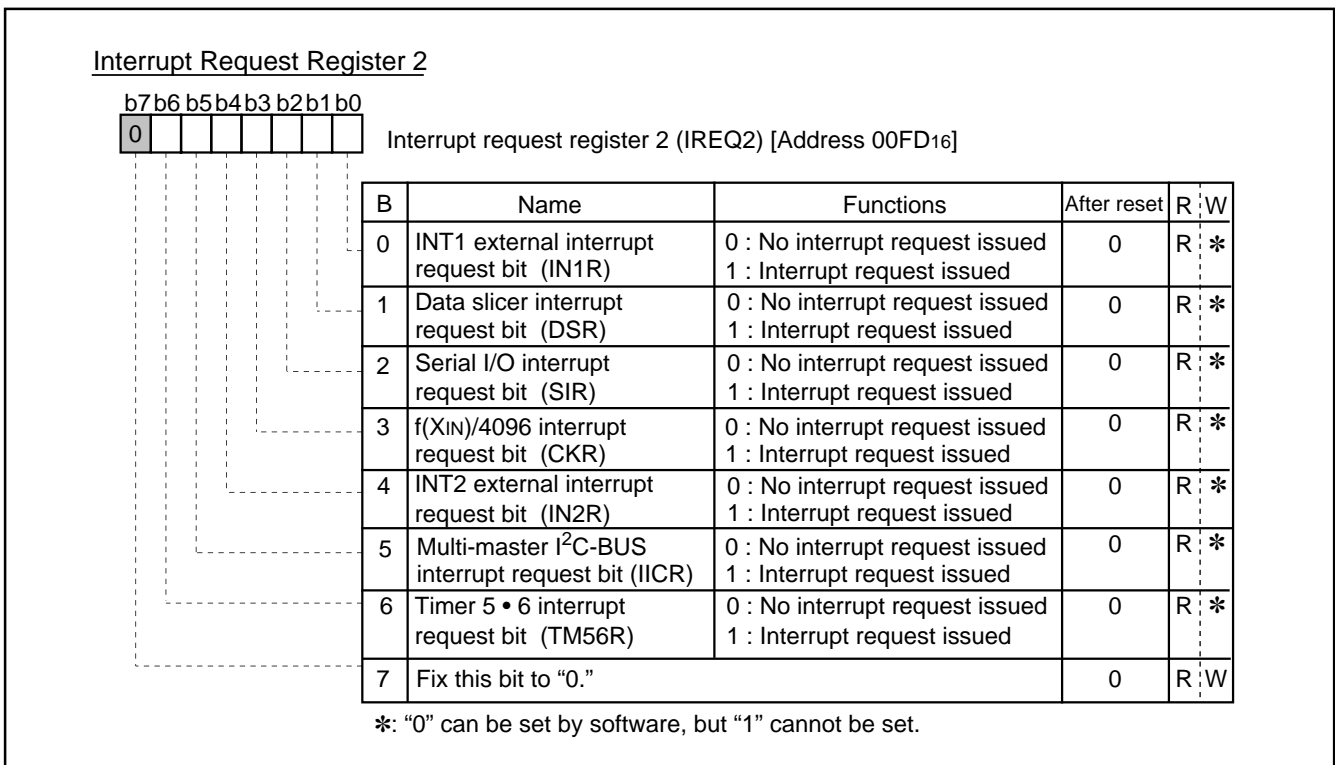 Interrupt Request Register 2
b7 b6 b5 b4 b3 b2 b1 b0
0
Interrupt request register 2 (IREQ2) [Address 00FD16]
B Name Functions After reset R W
0 INT1 external interrupt 0 : No interrupt request issued 0 R ✻
request bit (IN1R) 1 : Interrupt request issued
1 Data slicer interrupt 0 : No interrupt request issued 0 R ✻
request bit (DSR) 1 : Interrupt request issued
2 Serial I/O interrupt 0 : No interrupt request issued 0 R ✻
request bit (SIR) 1 : Interrupt request issued
3 f(XIN)/4096 interrupt 0 : No interrupt request issued 0 R ✻
request bit (CKR) 1 : Interrupt request issued
4 INT2 external interrupt 0 : No interrupt request issued 0 R ✻
request bit (IN2R) 1 : Interrupt request issued
5 Multi-master I2C-BUS 0 : No interrupt request issued 0 R ✻
interrupt request bit (IICR) 1 : Interrupt request issued
6 Timer 5 • 6 interrupt 0 : No interrupt request issued 0 R ✻
request bit (TM56R) 1 : Interrupt request issued
7 Fix this bit to “0.” 0 R W
✻: “0” can be set by software, but “1” cannot be set.